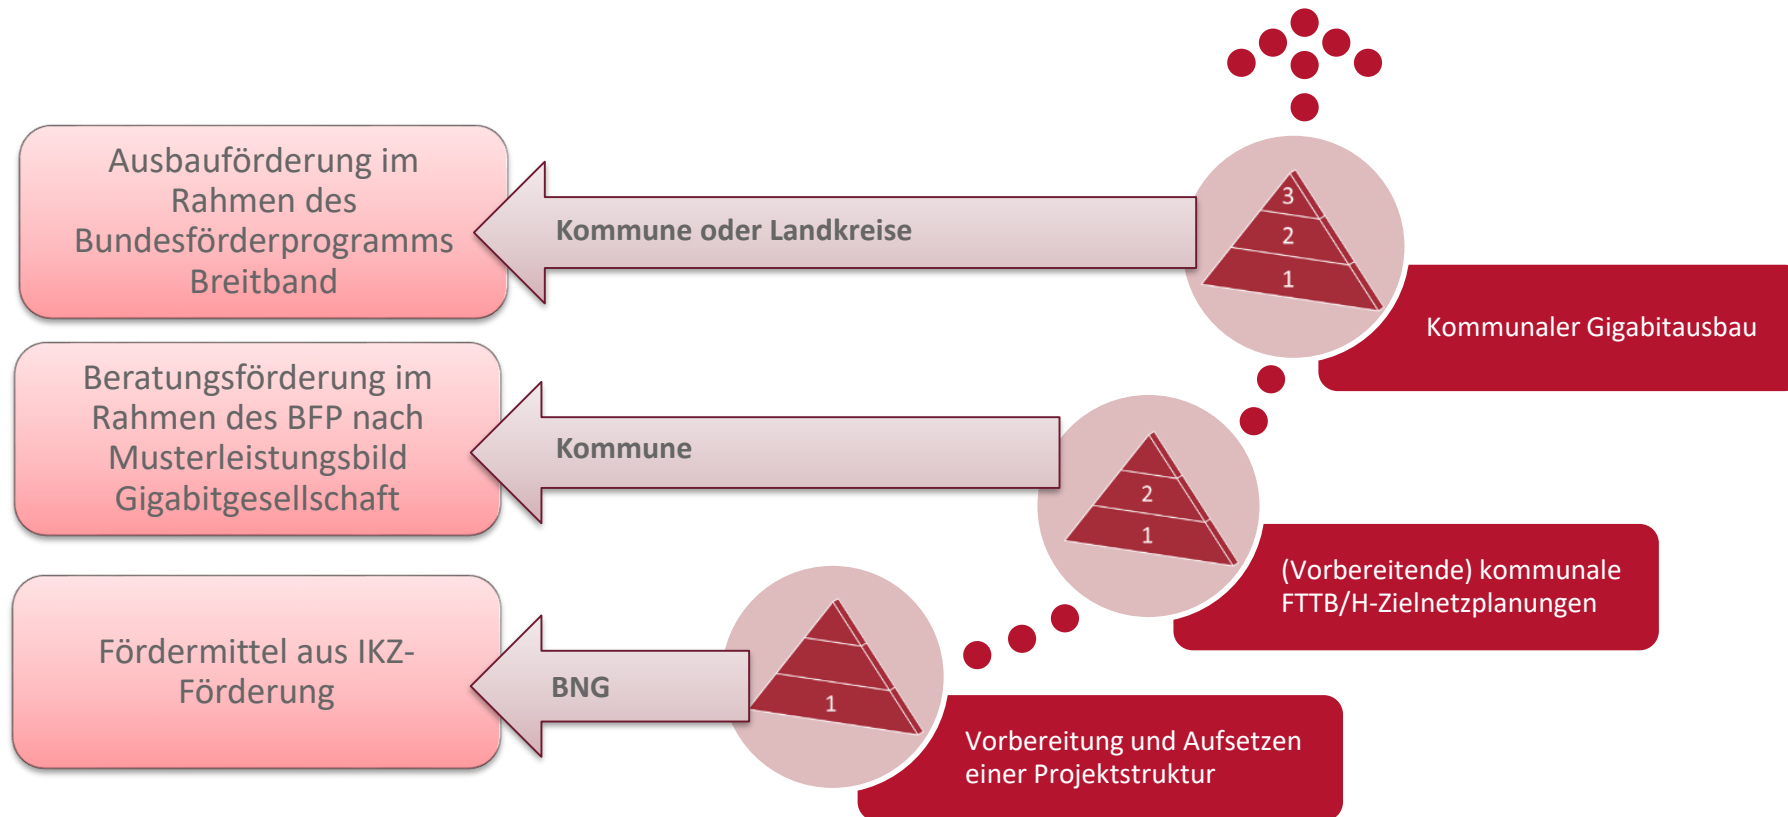 Ausbauförderung im
Rahmen des
Bundesförderprogramms
Breitband
Kommune oder Landkreise
3
2
1
Kommunaler Gigabitausbau
Beratungsförderung im
Rahmen des BFP nach
Musterleistungsbild
Gigabitgesellschaft
Kommune
2
1
(Vorbereitende) kommunale
FTTB/H-Zielnetzplanungen
Fördermittel aus IKZ-
Förderung
BNG
1
Vorbereitung und Aufsetzen
einer Projektstruktur